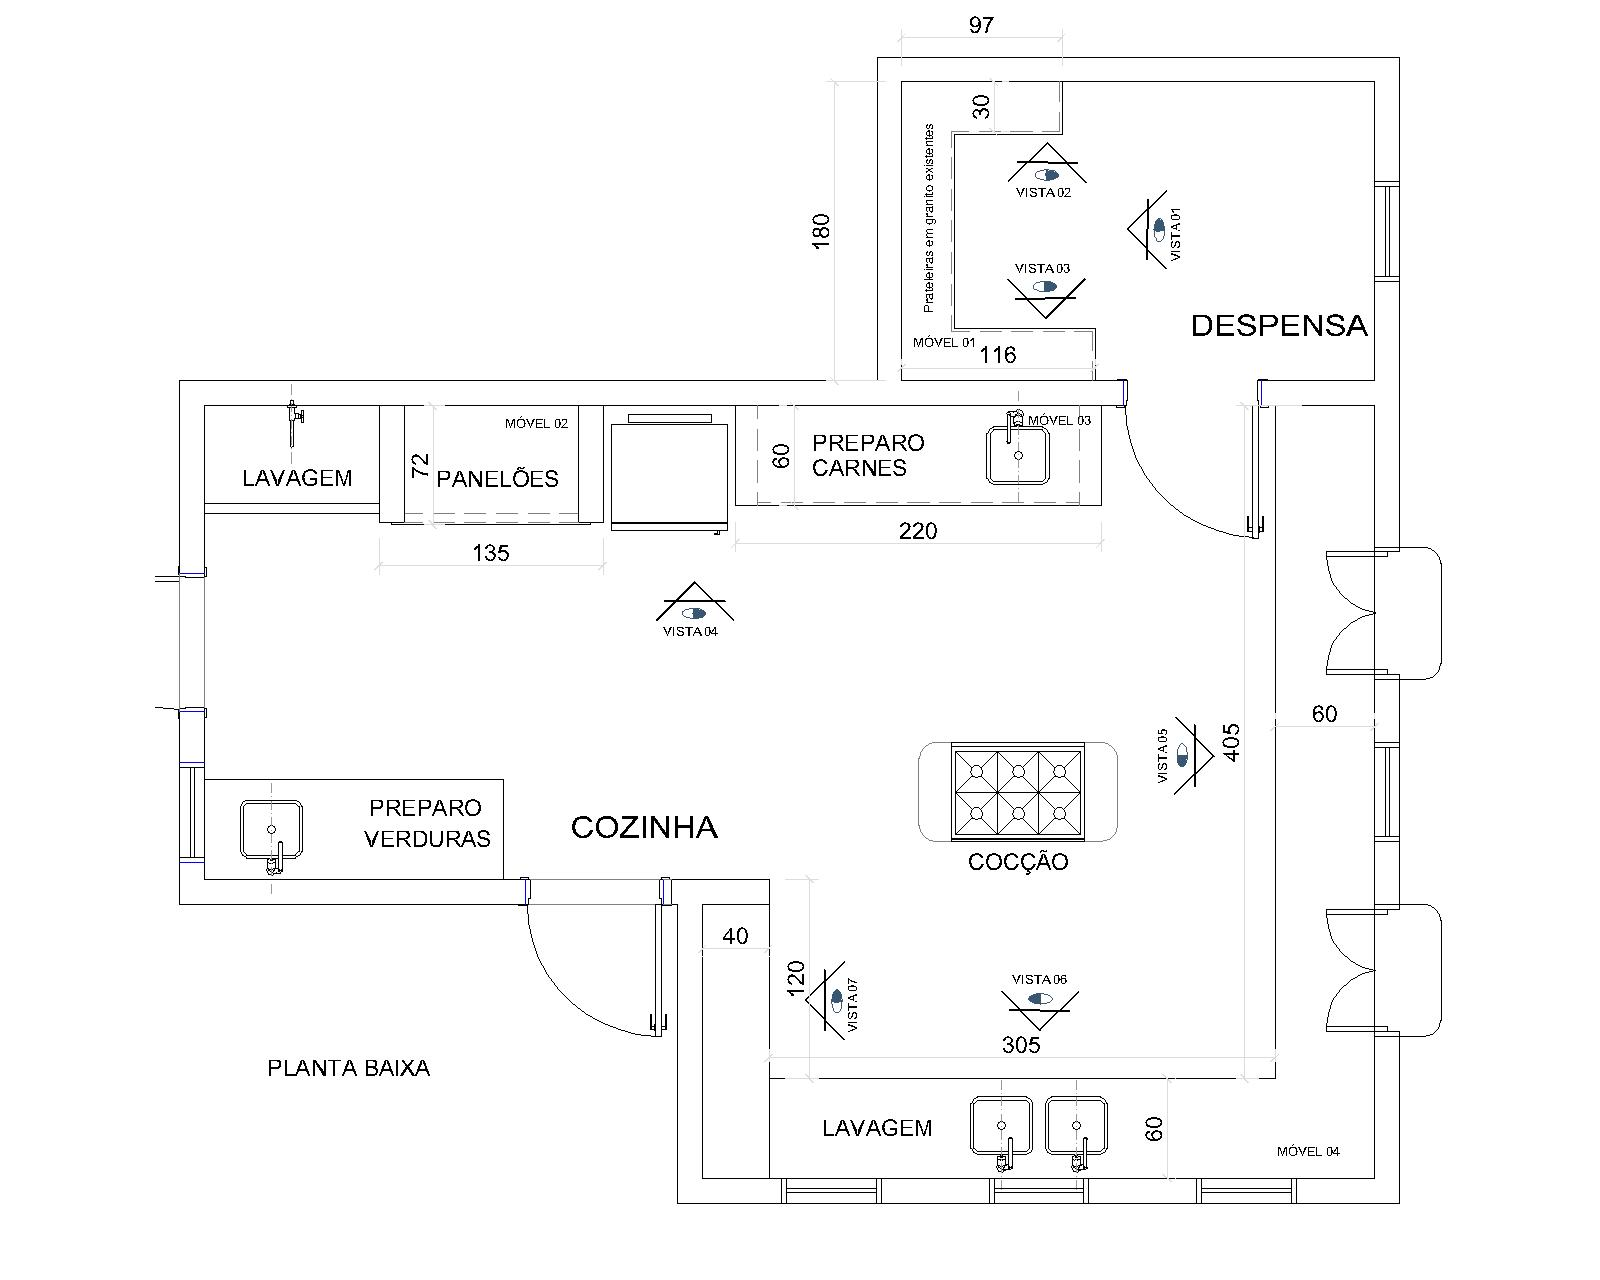 97
30
Prateleiras em granito existentes
VISTA 02
VISTA 01
180
VISTA 03
DESPENSA
MÓVEL 01
116
MÓVEL 02
MÓVEL 03
72
LAVAGEM
PANELÕES
60
PREPARO
CARNES
220
135
VISTA 04
60
VISTA 05
405
PREPARO
VERDURAS
COZINHA
COCÇÃO
40
120
VISTA 07
VISTA 06
305
PLANTA BAIXA
LAVAGEM
60
MÓVEL 04